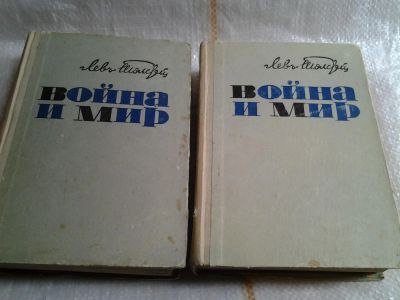 Левъ Толстой
война
и мир
Левъ Толстой
война
и мир